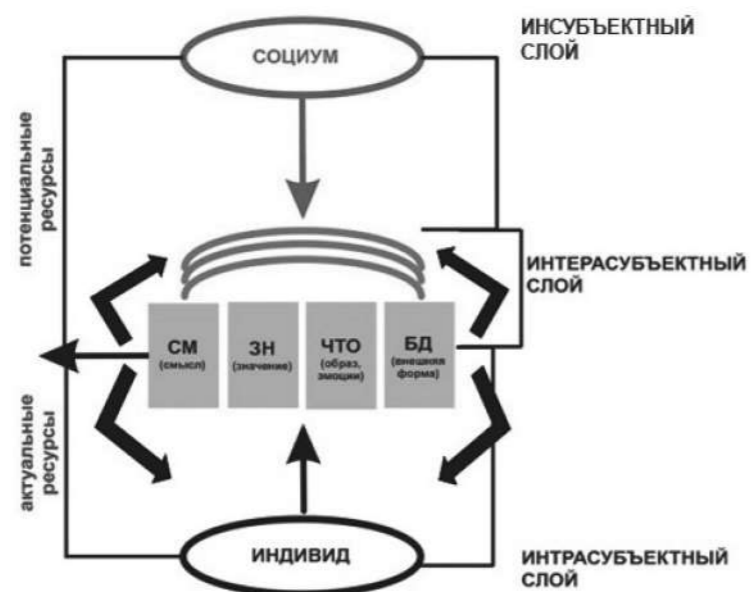 СОЦИУМ
ИНСУБЪЕКТНЫЙ
СЛОЙ
потенциальные
ресурсы
ИНТЕРАСУБЪЕКТНЫЙ
СЛОЙ
СМ
(смысл)
ЗН
(значение)
ЧТО
(образ,
эмоции)
БД
(внешняя
форма)
актуальные
ресурсы
ИНДИВИД
ИНТРАСУБЪЕКТНЫЙ
СЛОЙ